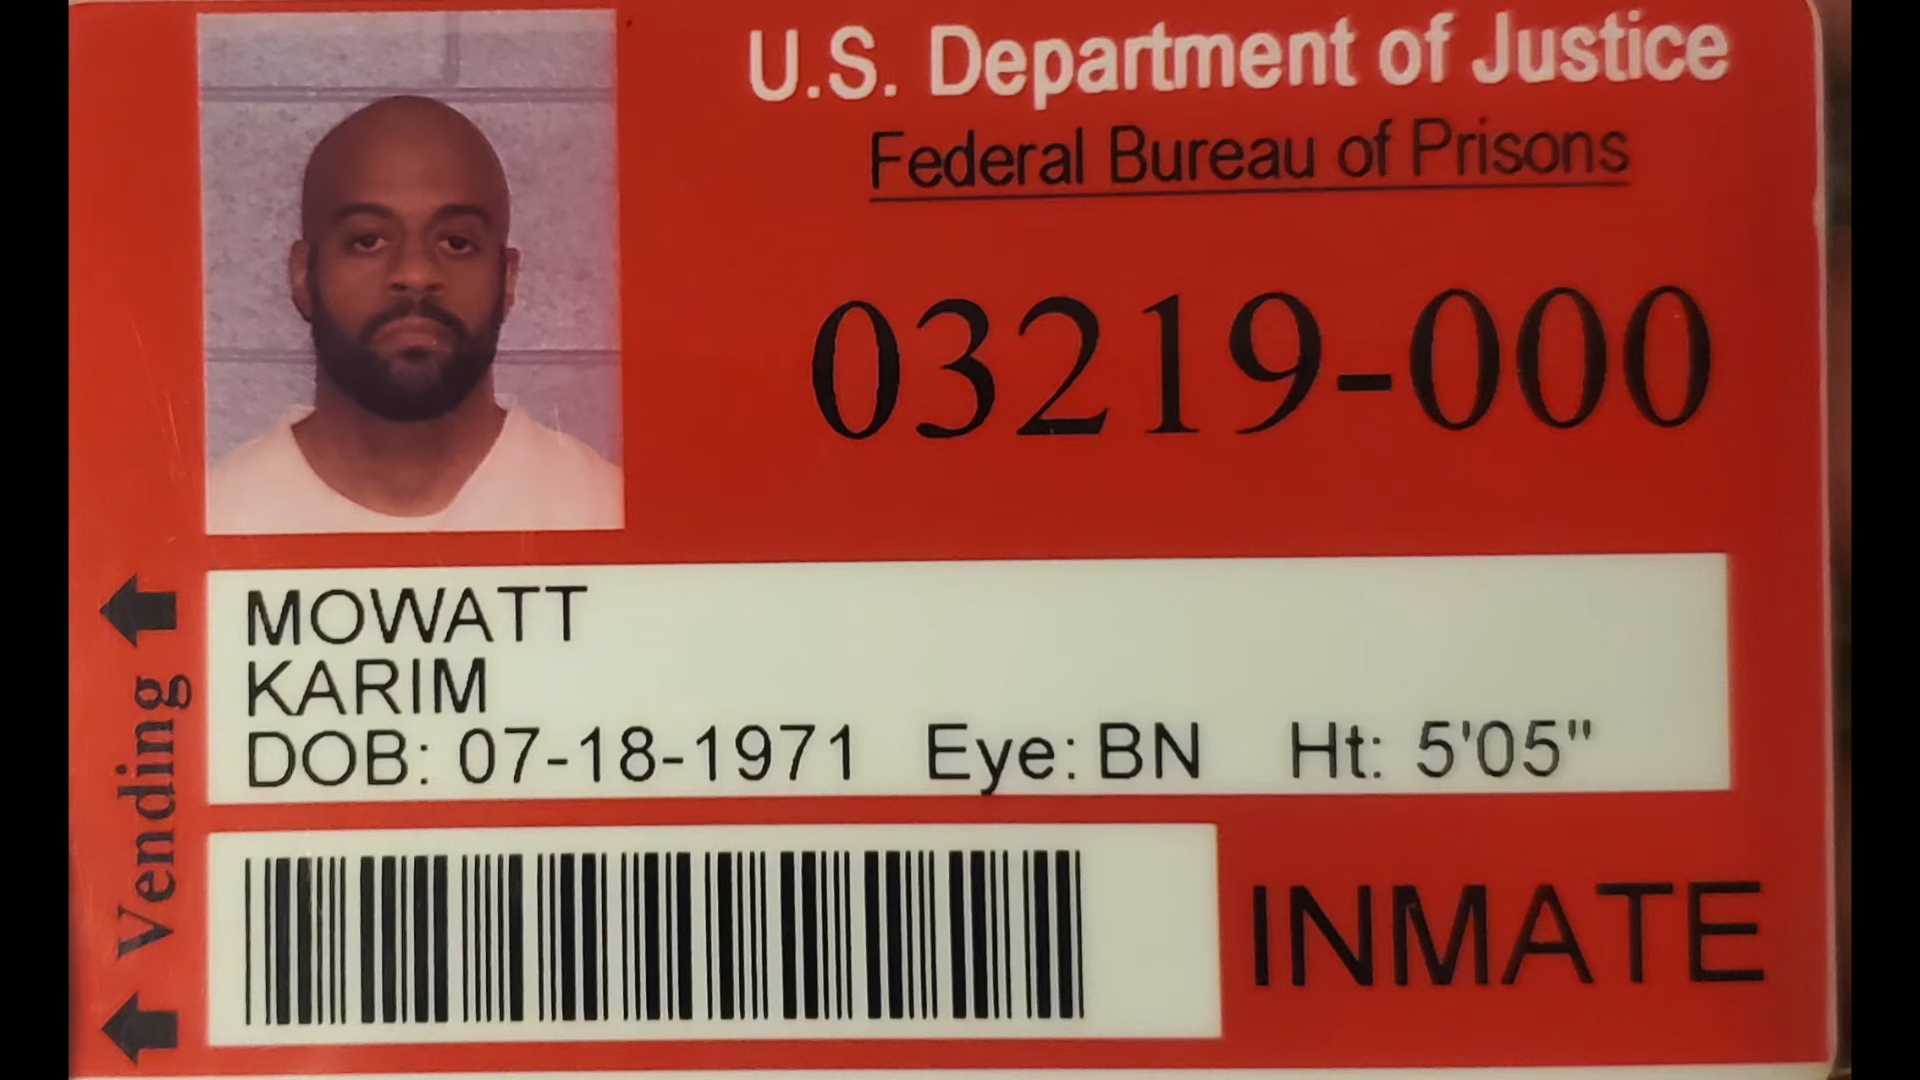 U.S. Department of Justice
Federal Bureau of Prisons
03219-000
MOWATT
KARIM
DOB: 07-18-1971 Eye: BN Ht: 5'05"
INMATE
Vending